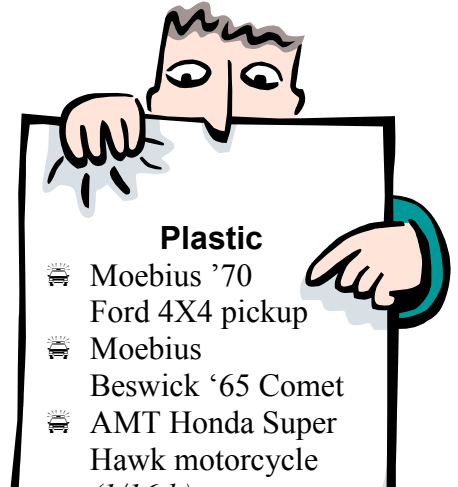 Plastic
Moebius ’70
Ford 4X4 pickup
Moebius
Beswick ‘65 Comet
AMT Honda Super
Hawk motorcycle